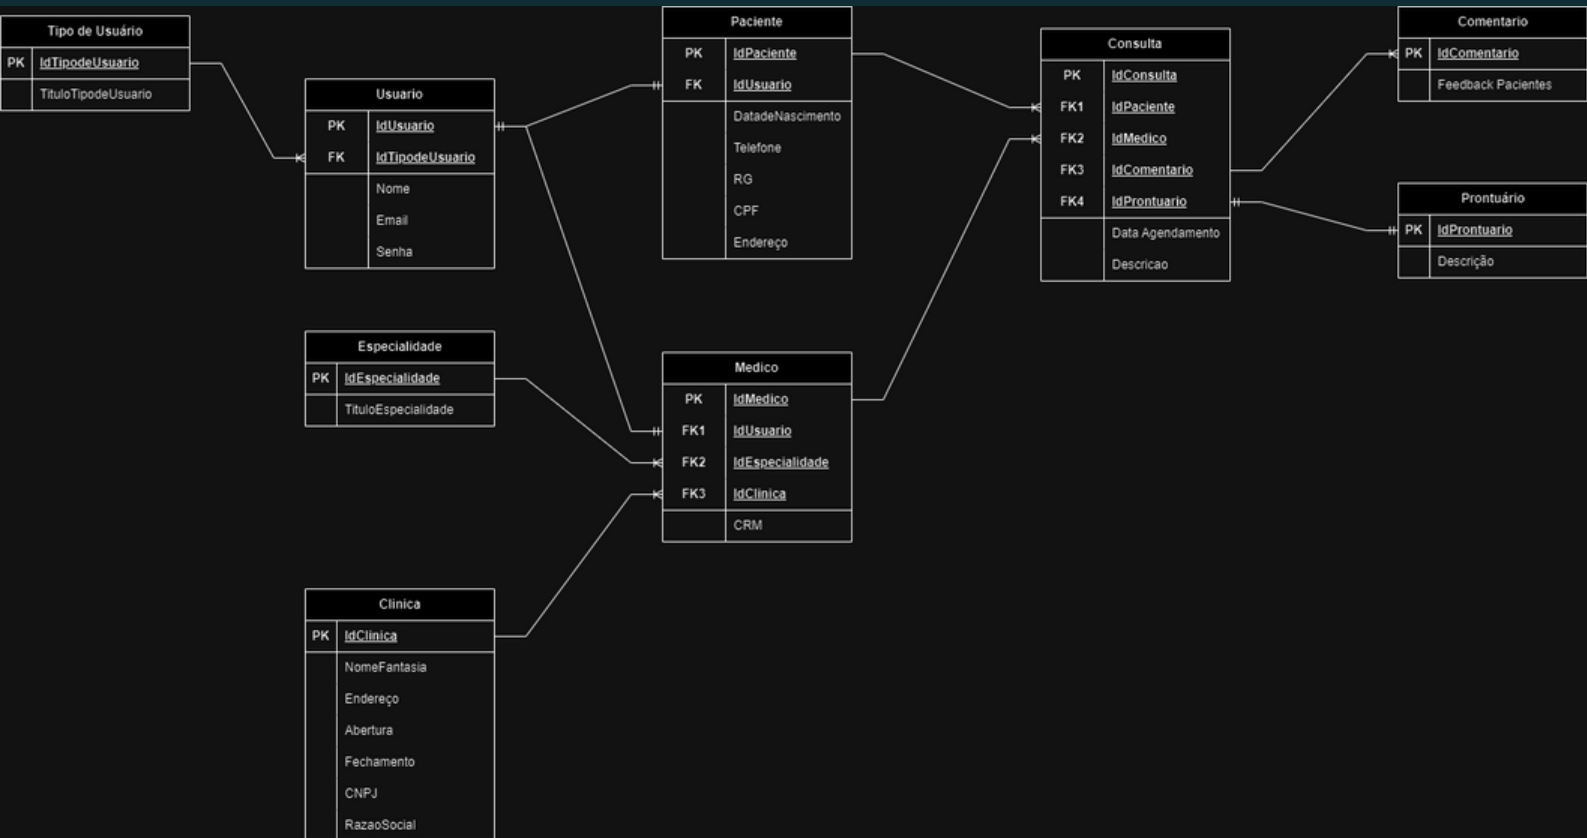 Tipo de Usuário
PK IdTipodeUsuario
TituloTipodeUsuario
Usuario
PK IdUsuario
FK IdTipodeUsuario
Nome
Email
Senha
Paciente
PK IdPaciente
FK IdUsuario
DatadeNascimento
Telefone
RG
CPF
Endereço
Consulta
PK IdConsulta
FK1 IdPaciente
FK2 IdMedico
FK3 IdComentario
FK4 IdProntuario
Data Agendamento
Descricao
Comentario
PK IdComentario
Feedback Pacientes
Prontuário
PK IdProntuario
Descrição
Especialidade
PK IdEspecialidade
TituloEspecialidade
Medico
PK IdMedico
FK1 IdUsuario
FK2 IdEspecialidade
FK3 IdClinica
CRM
Clinica
PK IdClinica
NomeFantasia
Endereço
Abertura
Fechamento
CNPJ
RazaoSocial